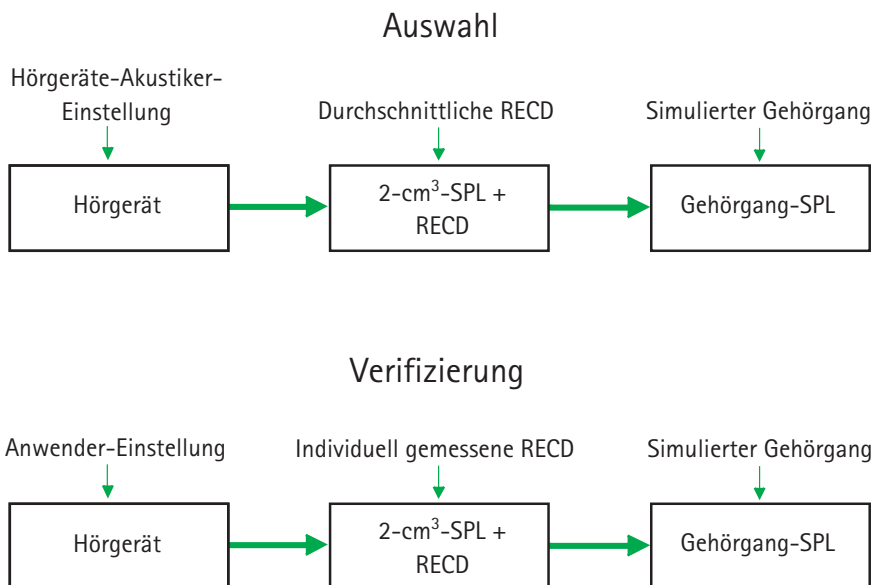 Auswahl
Hörgeräte-Akustiker-
Einstellung
Durchschnittliche RECD
Simulierter Gehörgang
Hörgerät
2-cm³-SPL +
RECD
Gehörgang-SPL
Verifizierung
Anwender-Einstellung
Individuell gemessene RECD
Simulierter Gehörgang
Hörgerät
2-cm³-SPL +
RECD
Gehörgang-SPL